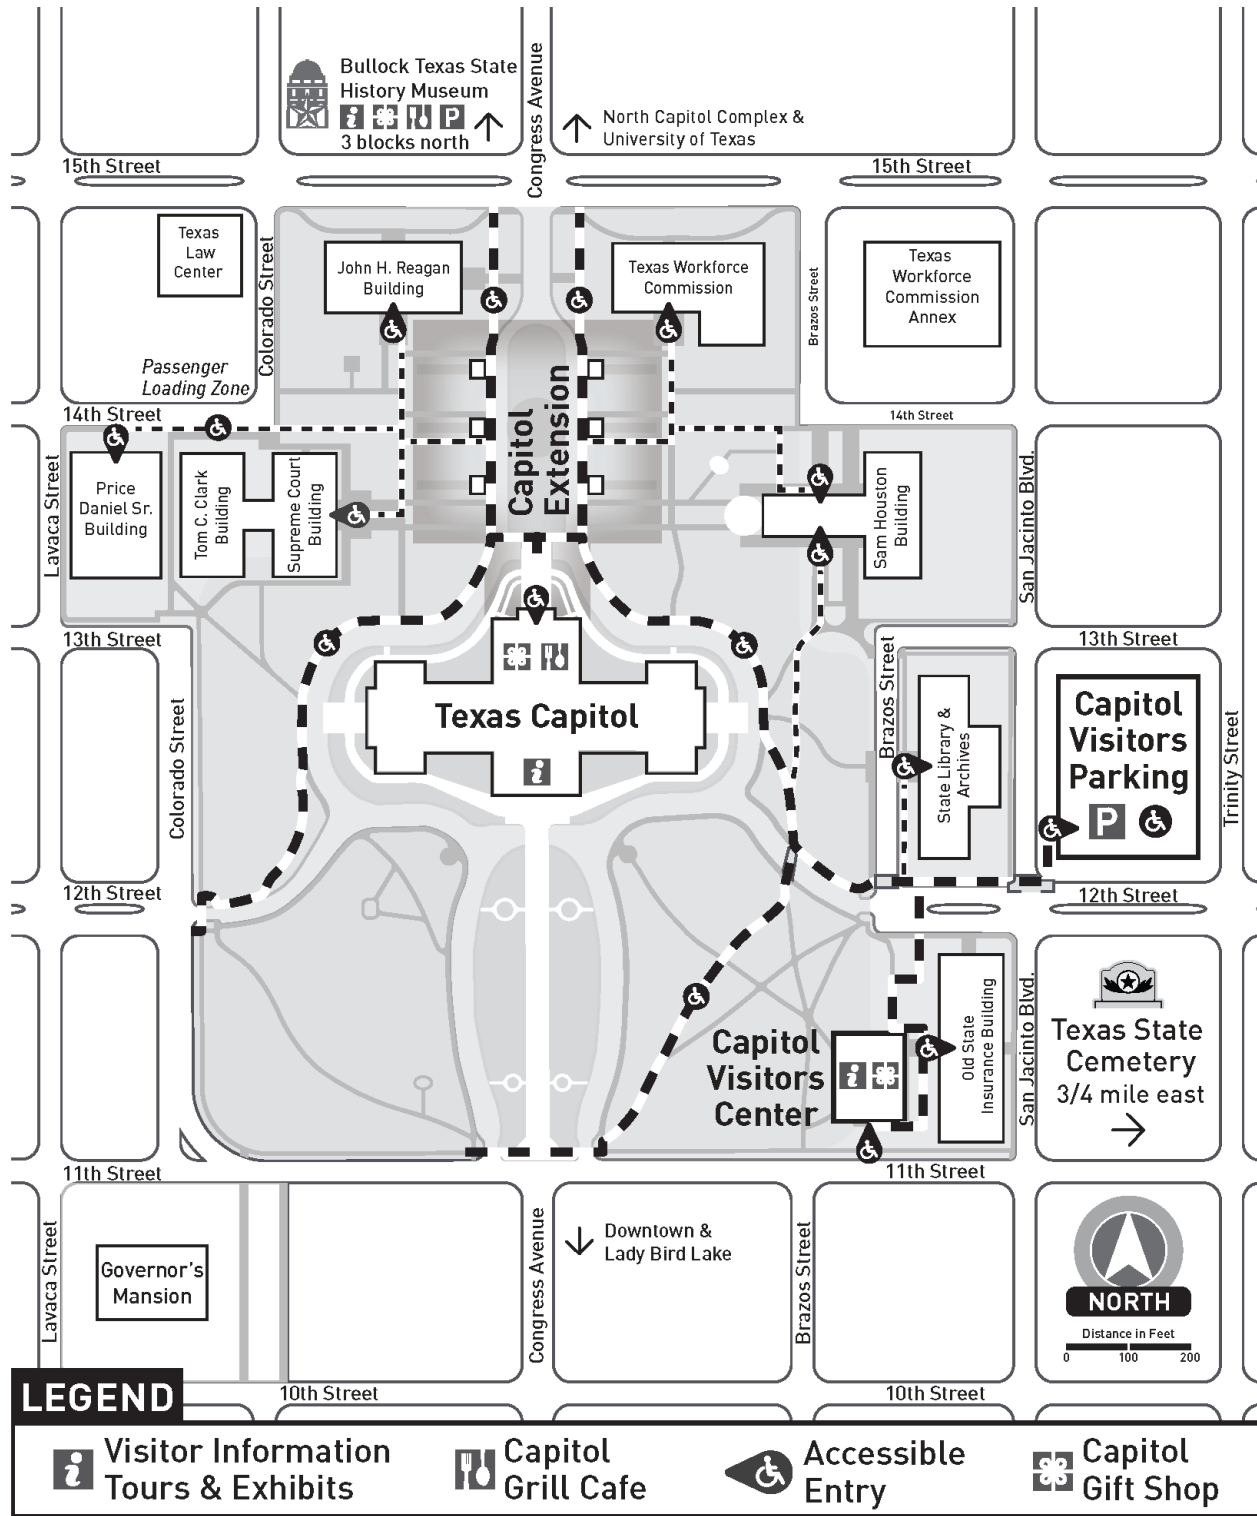 Bullock Texas State
History Museum
P
3 blocks north
Congress Avenue
North Capitol Complex &
University of Texas
15th Street
15th Street
Texas
Law
Center
Colorado Street
John H. Reagan
Building
Texas Workforce
Commission
Brazos Street
Texas
Workforce
Commission
Annex
Passenger
Loading Zone
14th Street
14th Street
Capitol
Extension
Lavaca Street
Price
Daniel Sr.
Building
Tom C. Clark
Building
Supreme Court
Building
Sam Houston
Building
San Jacinto Blvd.
13th Street
13th Street
Texas Capitol
i
Colorado Street
Brazos Street
State Library &
Archives
Capitol
Visitors
Parking
P
Trinity Street
12th Street
12th Street
Capitol
Visitors
Center
i
Old State
Insurance Building
San Jacinto Blvd.
Texas State
Cemetery
3/4 mile east
11th Street
11th Street
Lavaca Street
Governor's
Mansion
Congress Avenue
Downtown &
Lady Bird Lake
Brazos Street
NORTH
Distance in Feet
0 100 200
10th Street
10th Street
LEGEND
i
Visitor Information
Tours & Exhibits
Capitol
Grill Cafe
Accessible
Entry
Capitol
Gift Shop